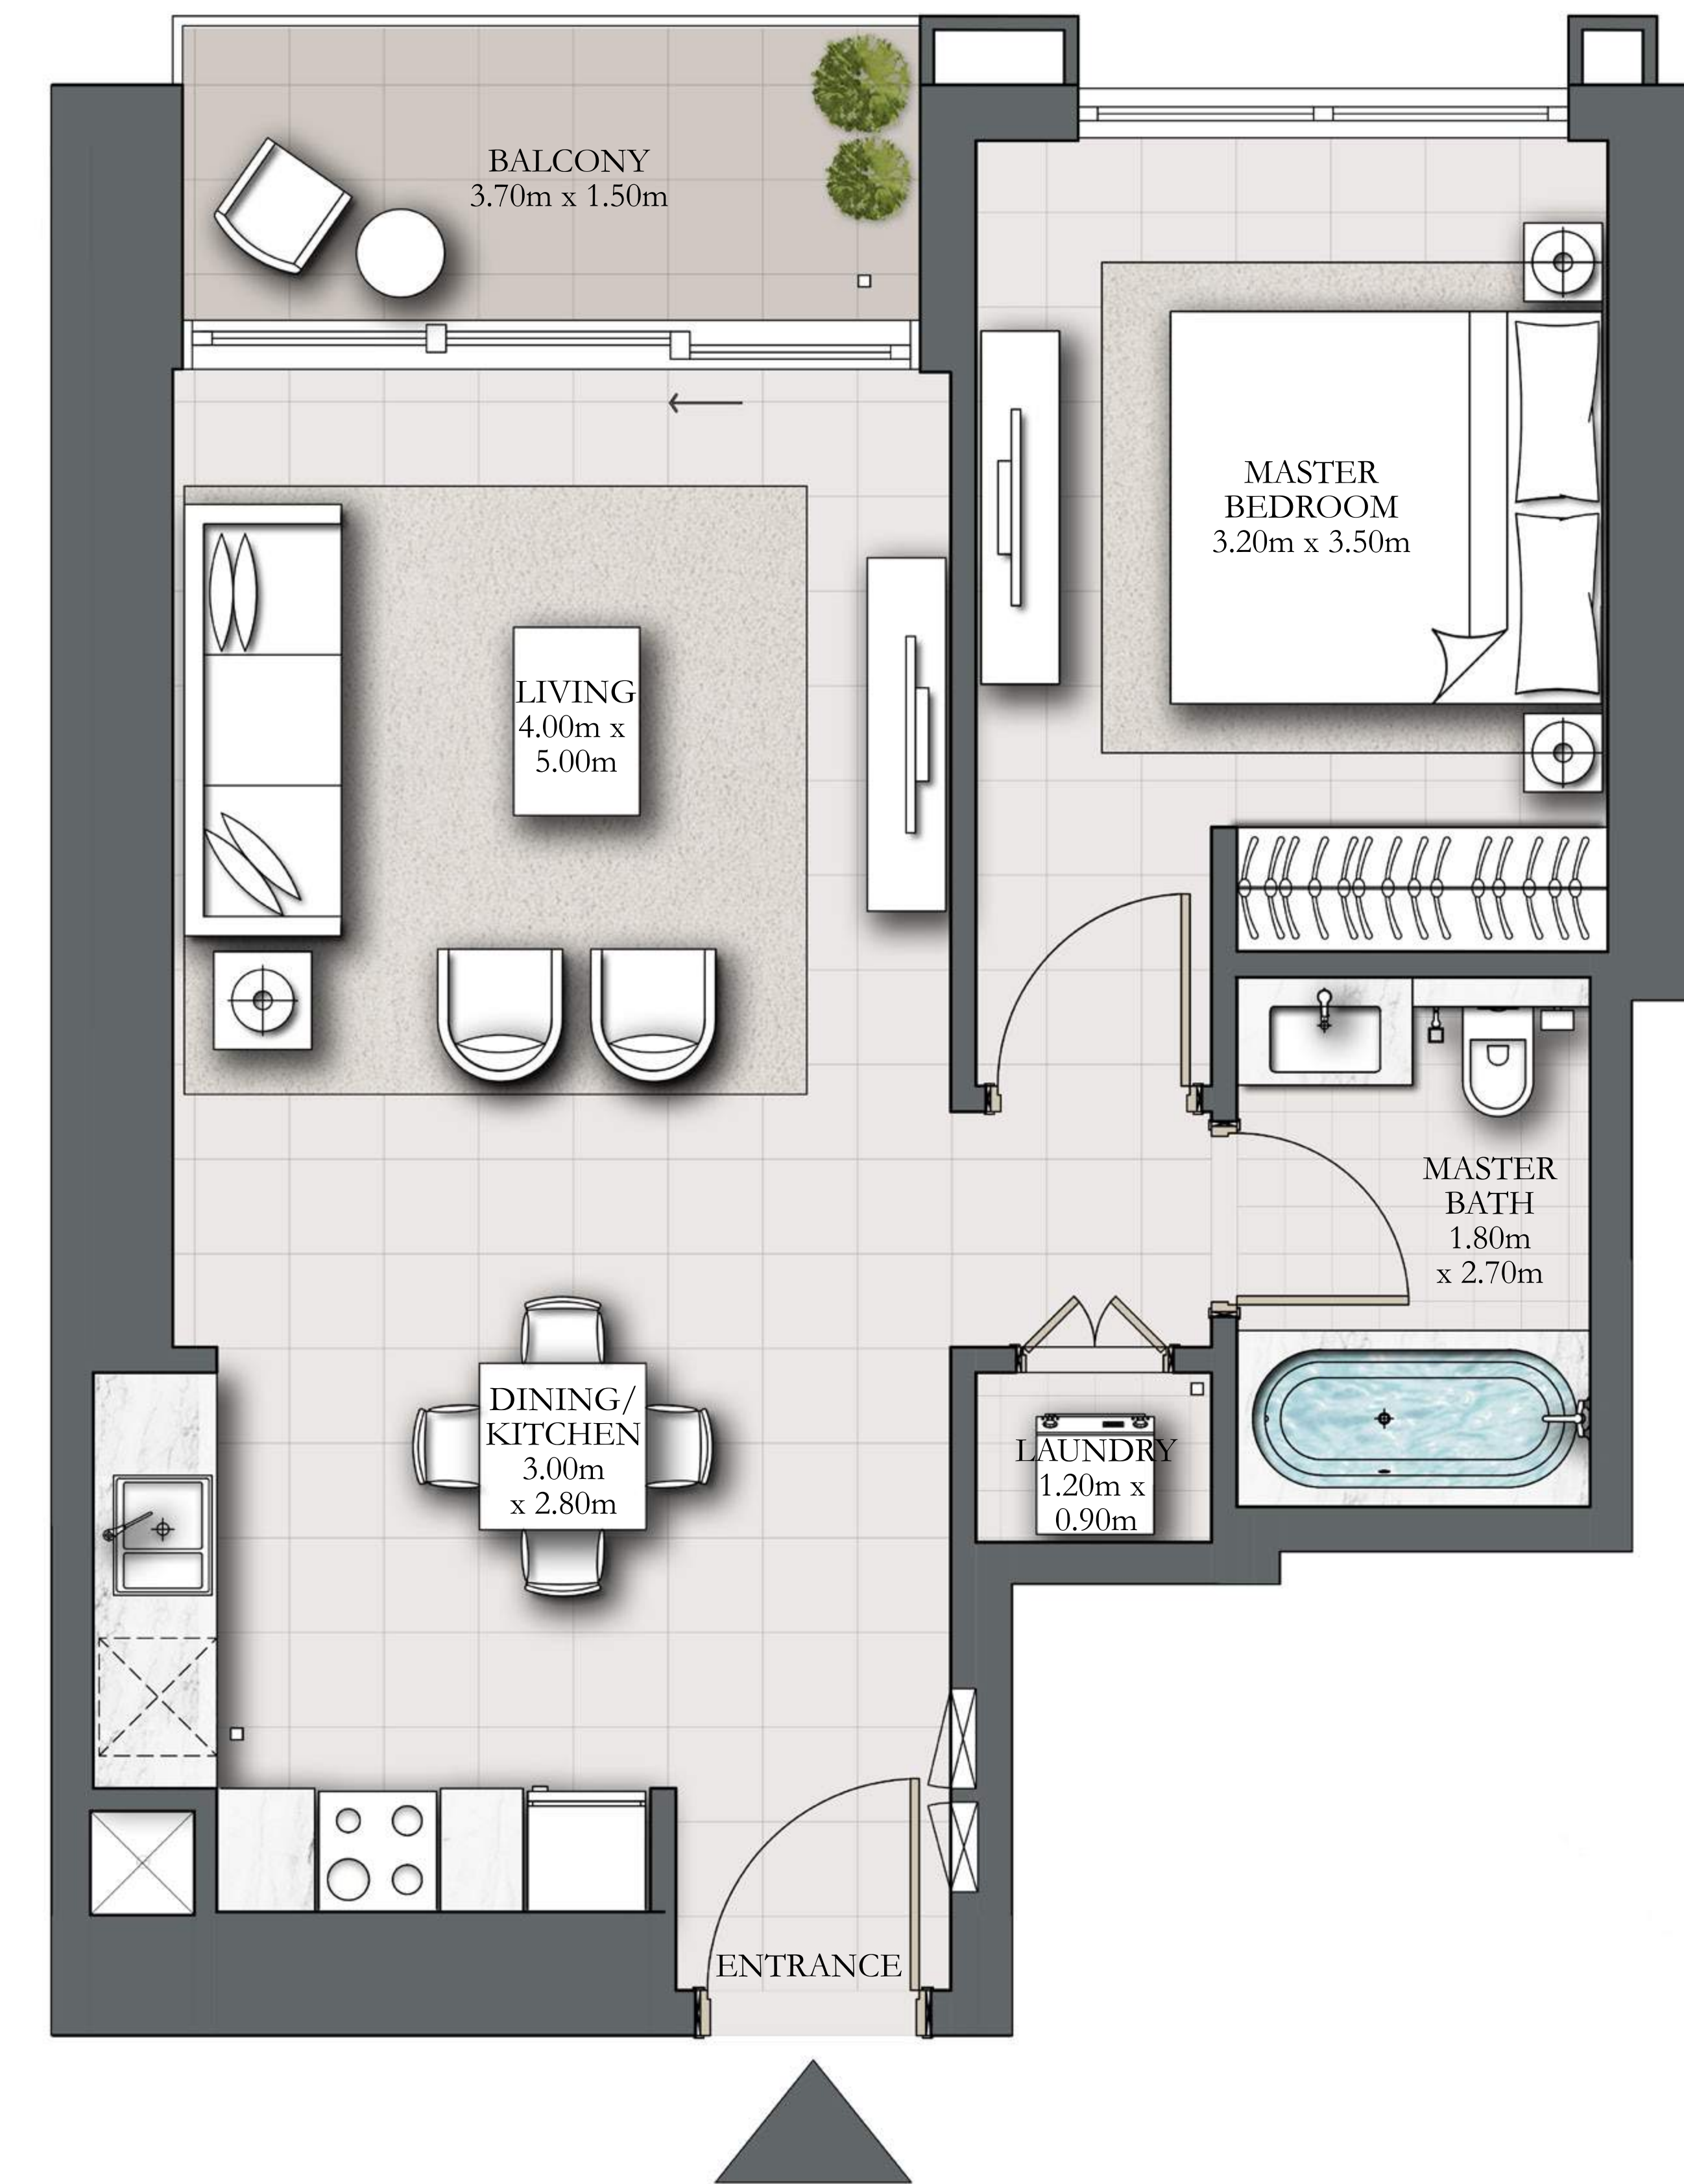 BALCONY
3.70m x 1.50m
MASTER
BEDROOM
3.20m x 3.50m
LIVING
4.00m x
5.00m
MASTER
BATH
1.80m
x 2.70m
DINING/
KITCHEN
3.00m
x 2.80m
LAUNDRY
1.20m x
0.90m
ENTRANCE